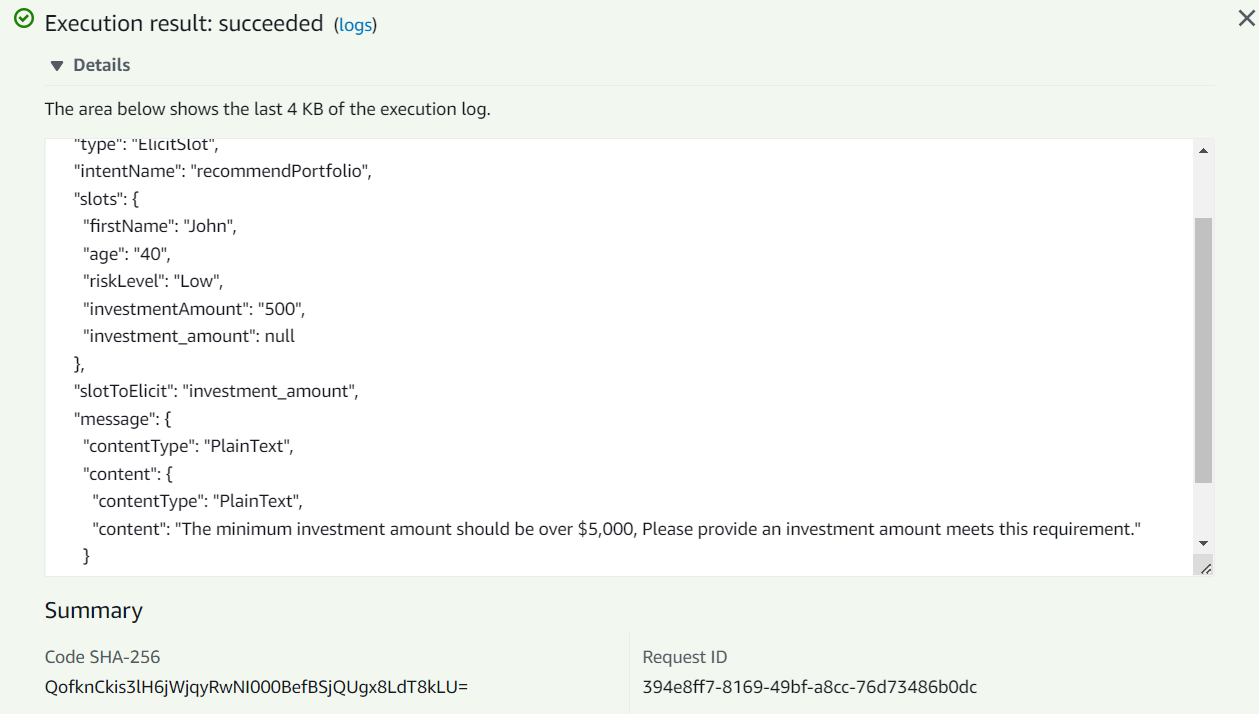 Execution result: succeeded (logs)
Details
The area below shows the last 4 KB of the execution log.
"type": "ElicitSlot",
"intentName": "recommendPortfolio",
"slots": {
"firstName": "John",
"age": "40",
"riskLevel": "Low",
"investmentAmount": "500",
"investment_amount": null
},
"slotToElicit": "investment_amount",
"message": {
"contentType": "PlainText",
"content": {
"contentType": "PlainText",
"content": "The minimum investment amount should be over $5,000, Please provide an investment amount meets this requirement."
}
Summary
Code SHA-256
Request ID
QofknCkis3lH6jWjqyRwNI000BefBSjQUgx8LdT8kLU=
394e8ff7-8169-49bf-a8cc-76d73486b0dc